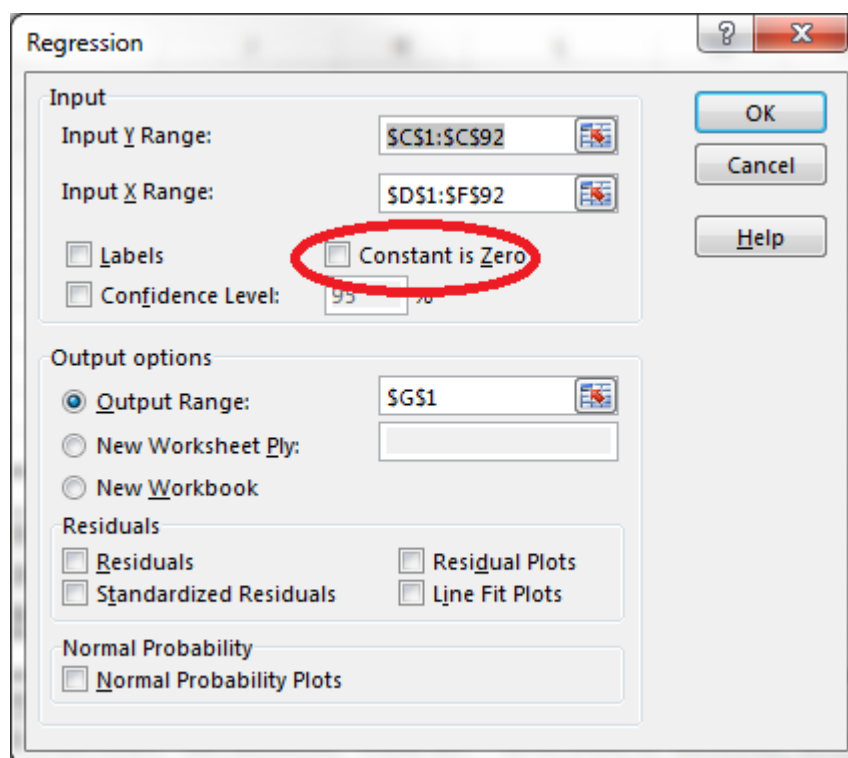 Regression
?
X
Input
Input Y Range:
$C$1:$C$92
OK
Cancel
Input X Range:
$D$1:$F$92
Help
Labels
Constant is Zero
Confidence Level:
95
%
Output options
Output Range:
$G$1
New Worksheet Ply:
New Workbook
Residuals
Residuals
Residual Plots
Standardized Residuals
Line Fit Plots
Normal Probability
Normal Probability Plots